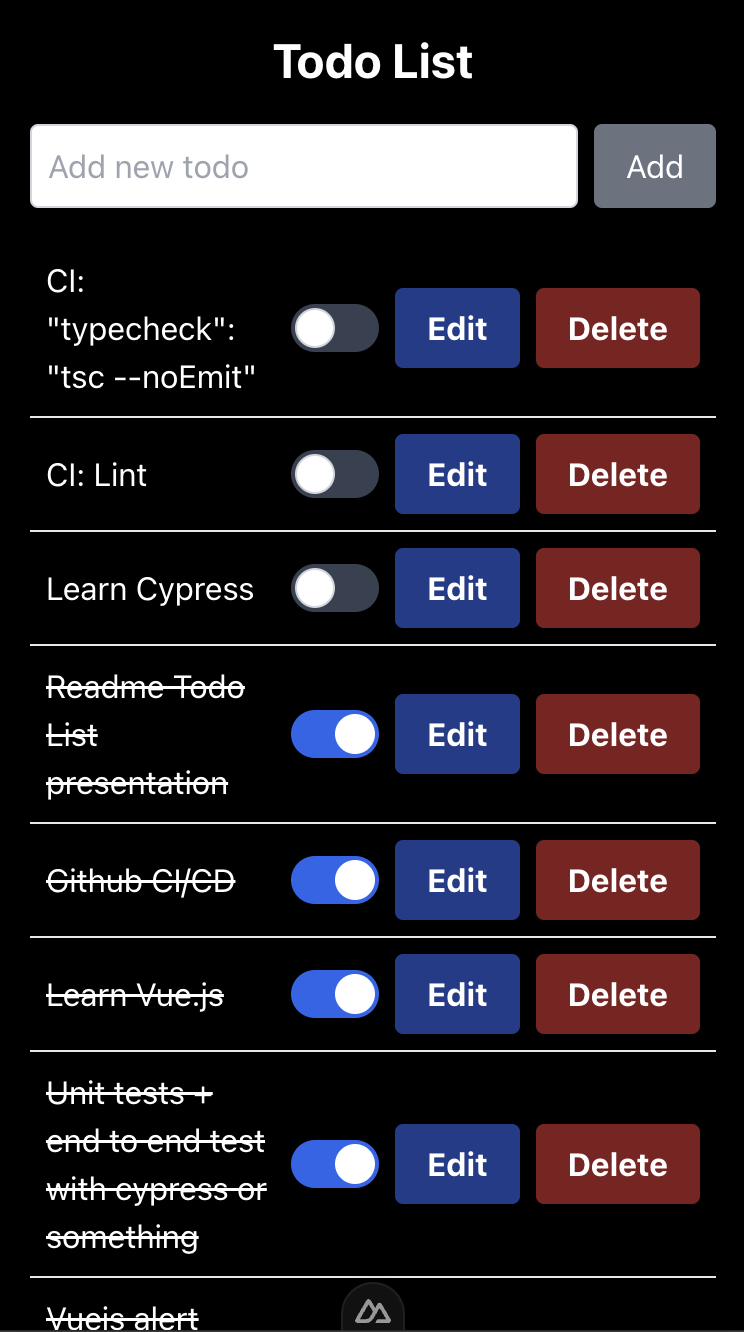 Todo List
Add new todo
Add
CI:
"typecheck":
"tsc --noEmit"
Edit
Delete
CI: Lint
Edit
Delete
Learn Cypress
Edit
Delete
Readme Todo
List
presentation
Edit
Delete
Github CI/CD
Edit
Delete
Learn Vue.js
Edit
Delete
Unit tests +
end to end test
with cypress or
something
Edit
Delete
Vuejs alert